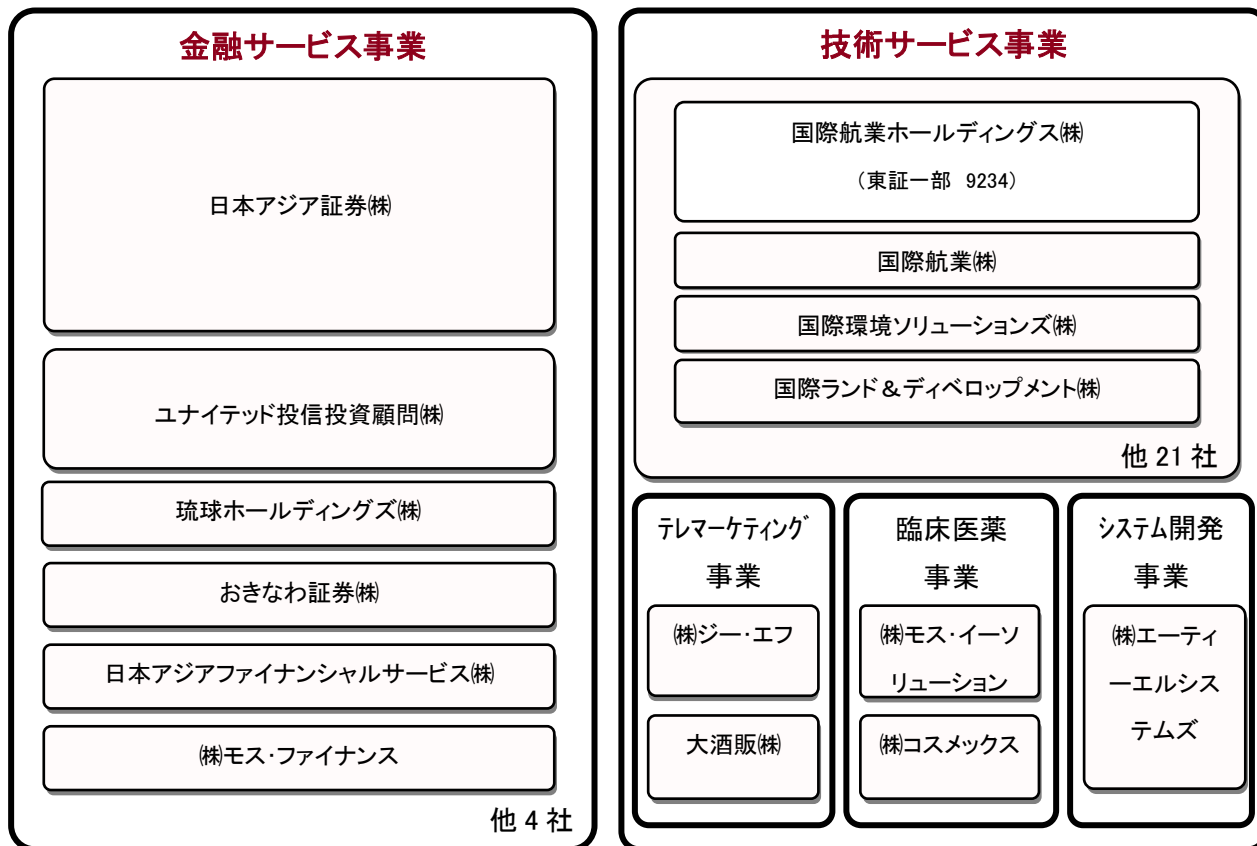 金融サービス事業
日本アジア証券㈱
ユナイテッド投信投資顧問㈱
琉球ホールディングズ㈱
おきなわ証券㈱
日本アジアファイナンシャルサービス㈱
㈱モス・ファイナンス
他 4 社
技術サービス事業
国際航業ホールディングス㈱
（東証一部 9234）
国際航業㈱
国際環境ソリューションズ㈱
国際ランド＆ディベロップメント㈱
他 21 社
テレマーケティング
事業
㈱ジー・エフ
大酒販㈱
臨床医薬
事業
㈱モス・イーソ
リューション
㈱コスメックス
システム開発
事業
㈱エーティ
ーエルシス
テムズ